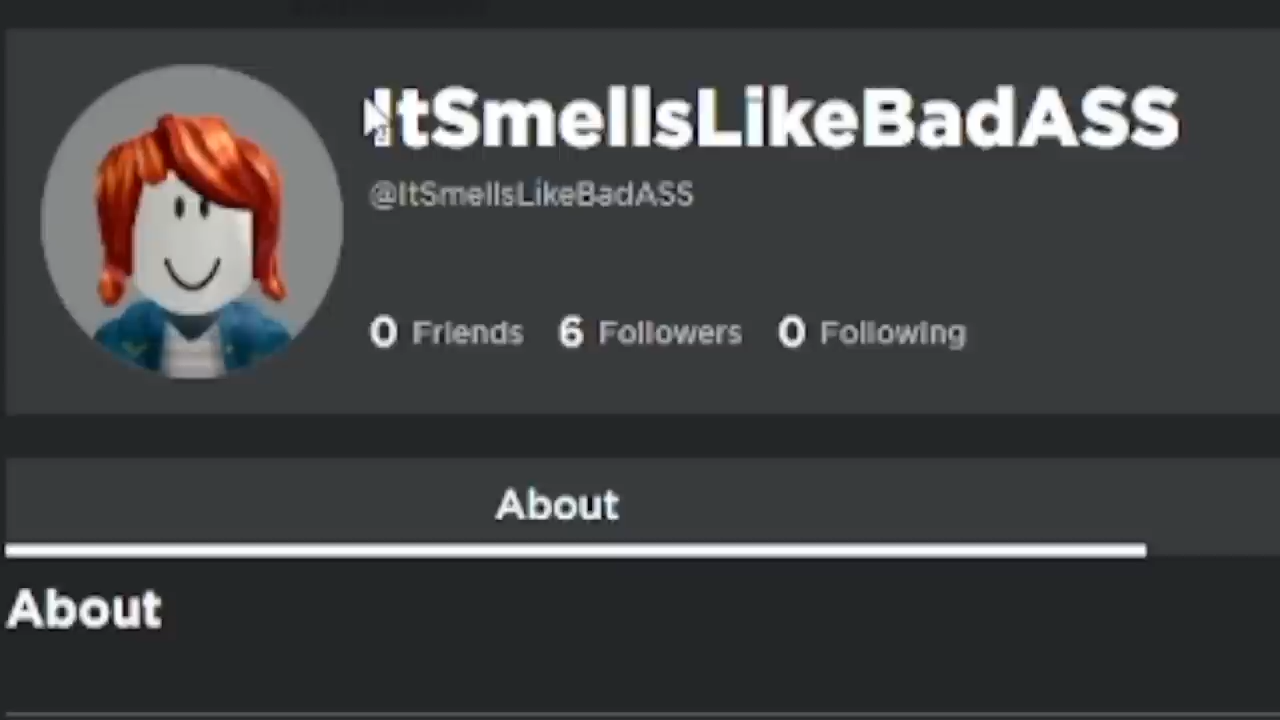 ItSmellsLikeBadASS
@ItSmellsLikeBadASS
0 Friends 6 Followers 0 Following
About
About